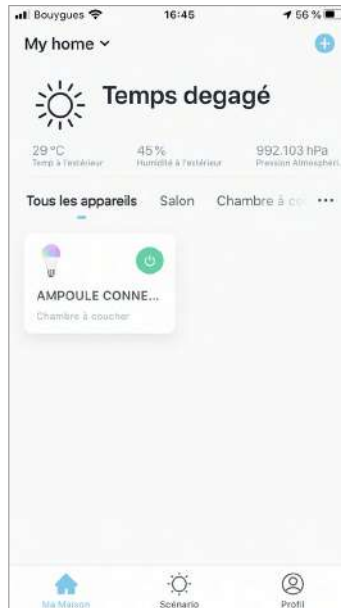 Bouygues 16:45 56 %
My home
Temps degagé
29 °C 45% 992.103 hPa
Temp à l'extérieur Humidité à l'extérieur Pression Atmosphéri...
Tous les appareils Salon Chambre à cou ...
AMPOULE CONNE...
Chambre à coucher
Ma Maison Scénario Profil